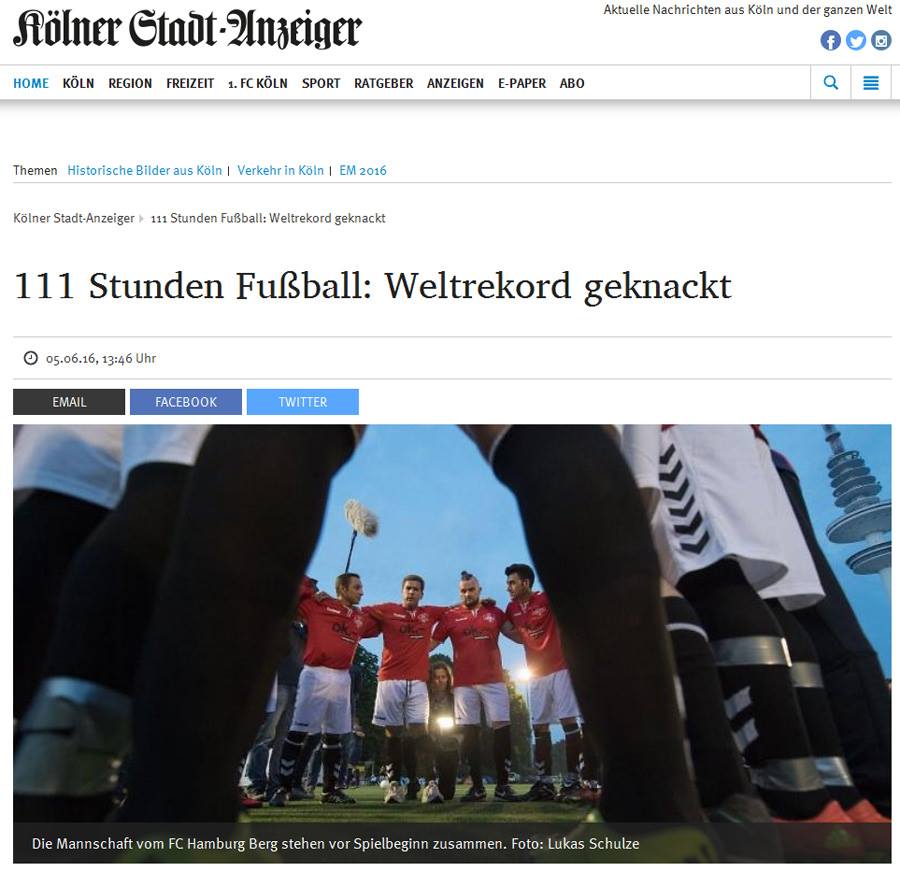 Kölner Stadt-Anzeiger
Aktuelle Nachrichten aus Köln und der ganzen Welt
HOME KÖLN REGION FREIZEIT 1. FC KÖLN SPORT RATGEBER ANZEIGEN E-PAPER ABO
Themen Historische Bilder aus Köln | Verkehr in Köln | EM 2016
Kölner Stadt-Anzeiger 111 Stunden Fußball: Weltrekord geknackt
111 Stunden Fußball: Weltrekord geknackt
05.06.16, 13:46 Uhr
EMAIL FACEBOOK TWITTER
Die Mannschaft vom FC Hamburg Berg stehen vor Spielbeginn zusammen. Foto: Lukas Schulze